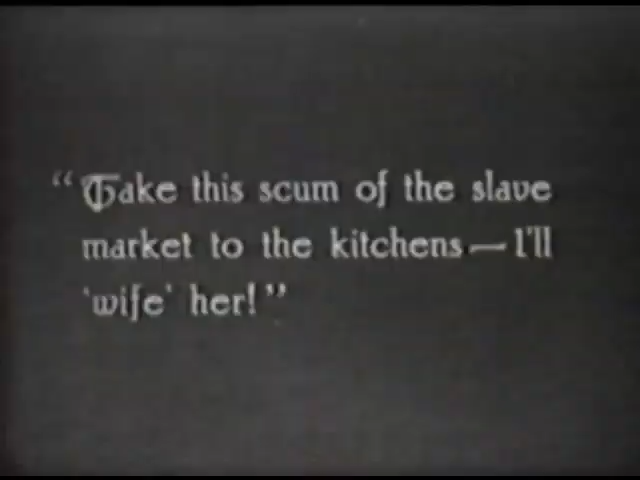 “Take this scum of the slave
market to the kitchens — I'll
‘wife’ her!”